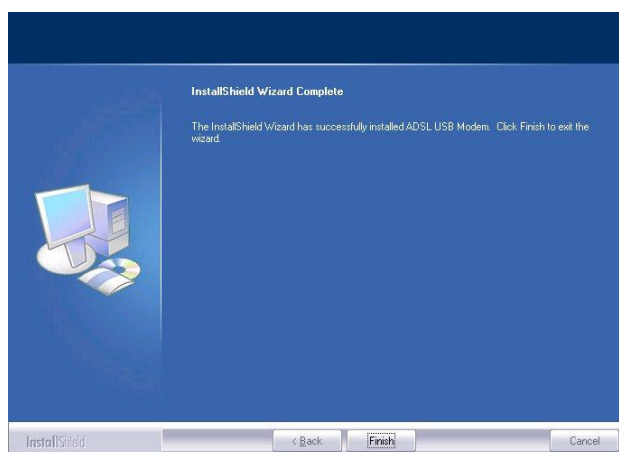 InstallShield Wizard Complete
The InstallShield Wizard has successfully installed ADSL USB Modem. Click Finish to exit the
wizard.
InstallShield
< Back
Finish
Cancel